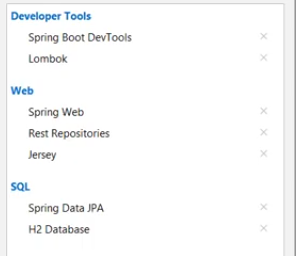 Developer Tools
Spring Boot DevTools
Lombok
Web
Spring Web
Rest Repositories
Jersey
SQL
Spring Data JPA
H2 Database